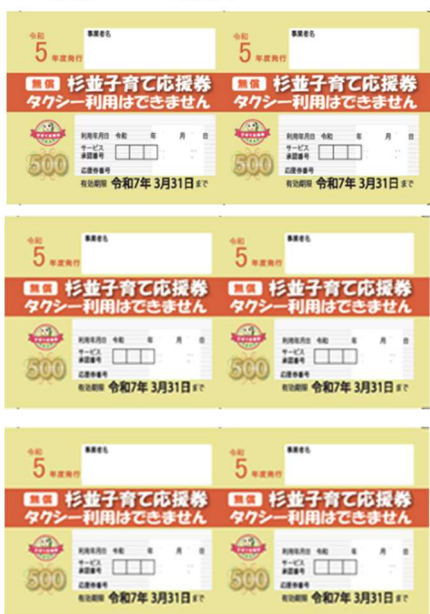 令和 事業者名 令和 事業者名
5年度発行 5年度発行
無償 杉並子育て応援券 無償 杉並子育て応援券
タクシー利用はできません タクシー利用はできません
利用年月日 令和 年 月 日 利用年月日 令和 年 月 日
サービス承認番号 サービス承認番号
500 応援券番号 500 応援券番号
有効期限 令和7年 3月31日まで 有効期限 令和7年 3月31日まで
令和 事業者名 令和 事業者名
5年度発行 5年度発行
無償 杉並子育て応援券 無償 杉並子育て応援券
タクシー利用はできません タクシー利用はできません
利用年月日 令和 年 月 日 利用年月日 令和 年 月 日
サービス承認番号 サービス承認番号
500 応援券番号 500 応援券番号
有効期限 令和7年 3月31日まで 有効期限 令和7年 3月31日まで
令和 事業者名 令和 事業者名
5年度発行 5年度発行
無償 杉並子育て応援券 無償 杉並子育て応援券
タクシー利用はできません タクシー利用はできません
利用年月日 令和 年 月 日 利用年月日 令和 年 月 日
サービス承認番号 サービス承認番号
500 応援券番号 500 応援券番号
有効期限 令和7年 3月31日まで 有効期限 令和7年 3月31日まで